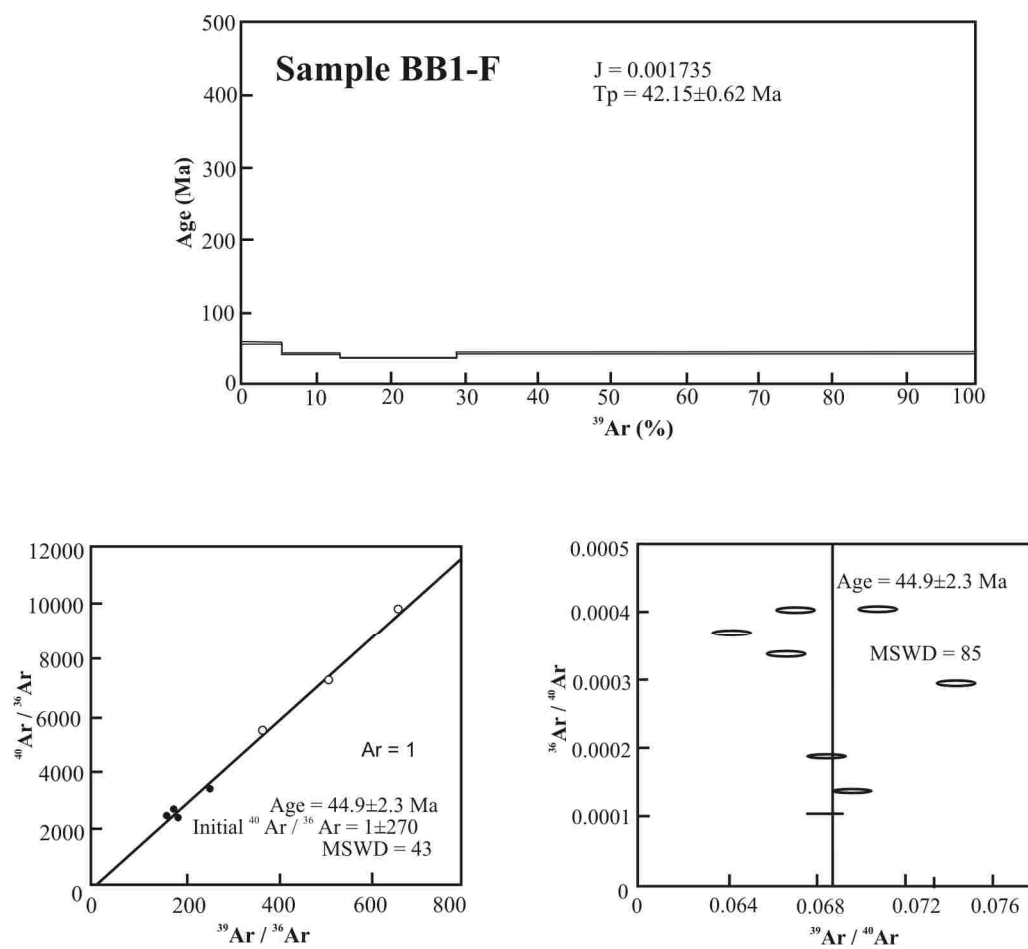 500
Sample BB1-F
J = 0.001735
Tp = 42.15±0.62 Ma
400
300
200
100
0
Age (Ma)
0 10 20 30 40 50 60 70 80 90 100
³⁹Ar (%)
12000
10000
8000
6000
4000
2000
0
⁴⁰Ar / ³⁶Ar
Ar = 1
Age = 44.9±2.3 Ma
Initial ⁴⁰ Ar / ³⁶ Ar = 1±270
MSWD = 43
0 200 400 600 800
³⁹Ar / ³⁶Ar
0.0005
0.0004
0.0003
0.0002
0.0001
0
³⁶Ar / ⁴⁰Ar
Age = 44.9±2.3 Ma
MSWD = 85
0 0.064 0.068 0.072 0.076
³⁹Ar / ⁴⁰Ar